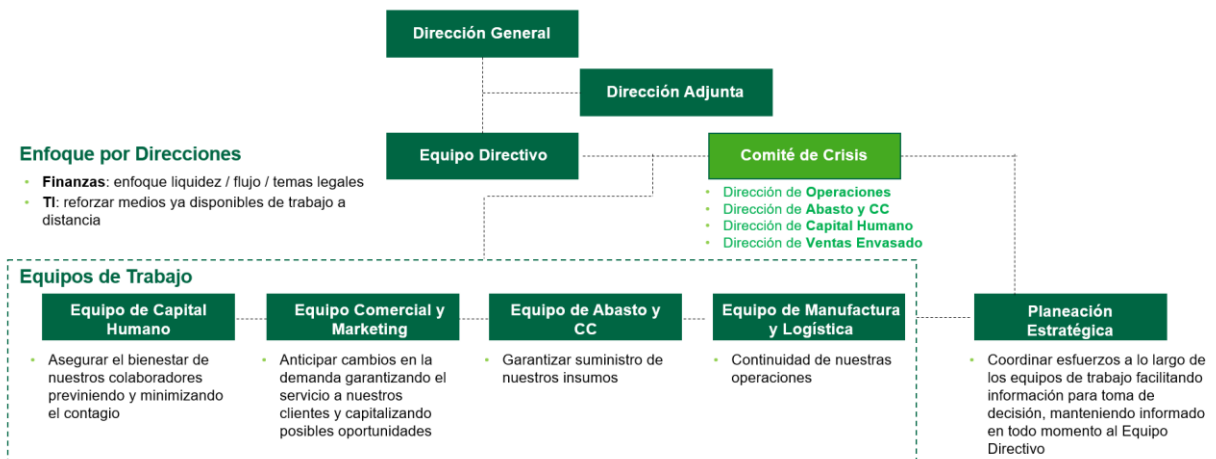 Dirección General
Dirección Adjunta
Equipo Directivo
Comité de Crisis
Enfoque por Direcciones
• Finanzas: enfoque liquidez / flujo / temas legales
• TI: reforzar medios ya disponibles de trabajo a
distancia
• Dirección de Operaciones
• Dirección de Abasto y CC
• Dirección de Capital Humano
• Dirección de Ventas Envasado
Equipos de Trabajo
Equipo de Capital
Humano
• Asegurar el bienestar de
nuestros colaboradores
previniendo y minimizando
el contagio
Equipo Comercial y
Marketing
• Anticipar cambios en la
demanda garantizando el
servicio a nuestros
clientes y capitalizando
posibles oportunidades
Equipo de Abasto y
CC
• Garantizar suministro de
nuestros insumos
Equipo de Manufactura
y Logística
• Continuidad de nuestras
operaciones
Planeación
Estratégica
• Coordinar esfuerzos a lo largo de
los equipos de trabajo facilitando
información para toma de
decisión, manteniendo informado
en todo momento al Equipo
Directivo